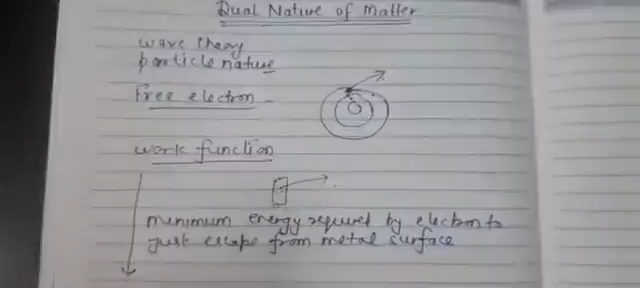 Dual Nature of Matter
wave theory
particle nature
free electron
work function
menimum energy required by electron to
just escape from metal surface